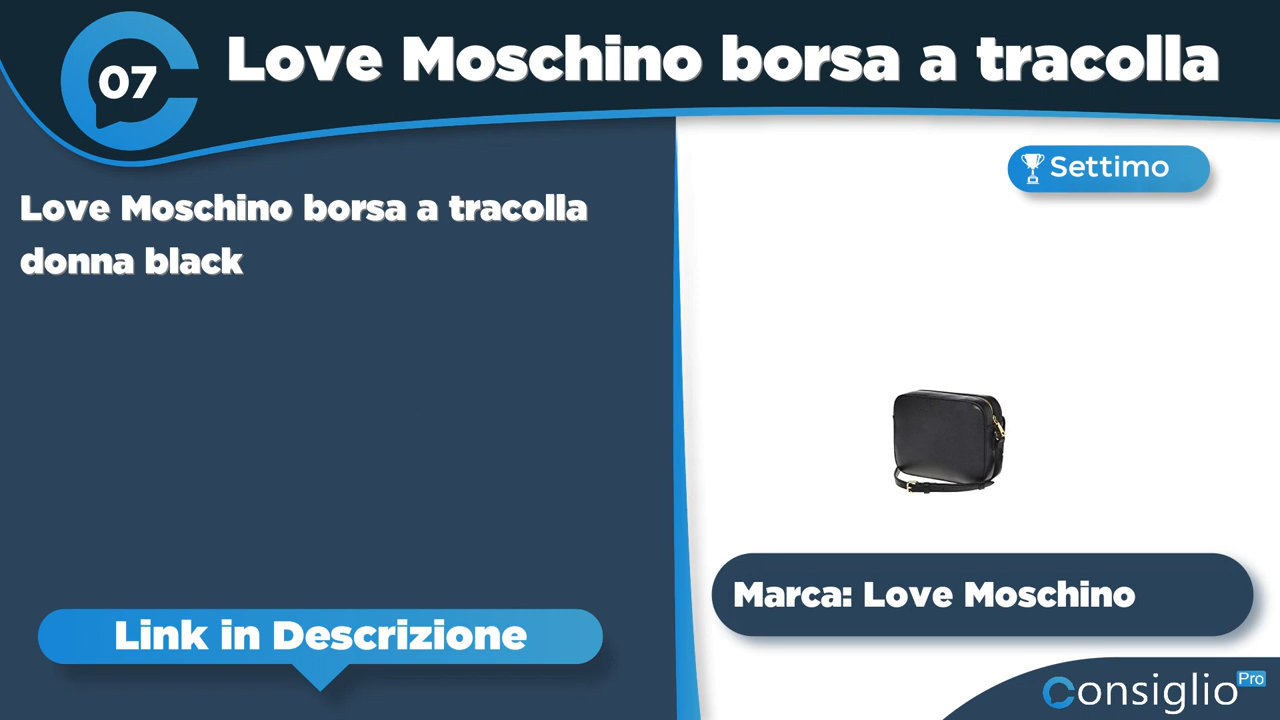 07
Love Moschino borsa a tracolla
Settimo
Love Moschino borsa a tracolla
donna black
Marca: Love Moschino
Link in Descrizione
Consiglio Pro